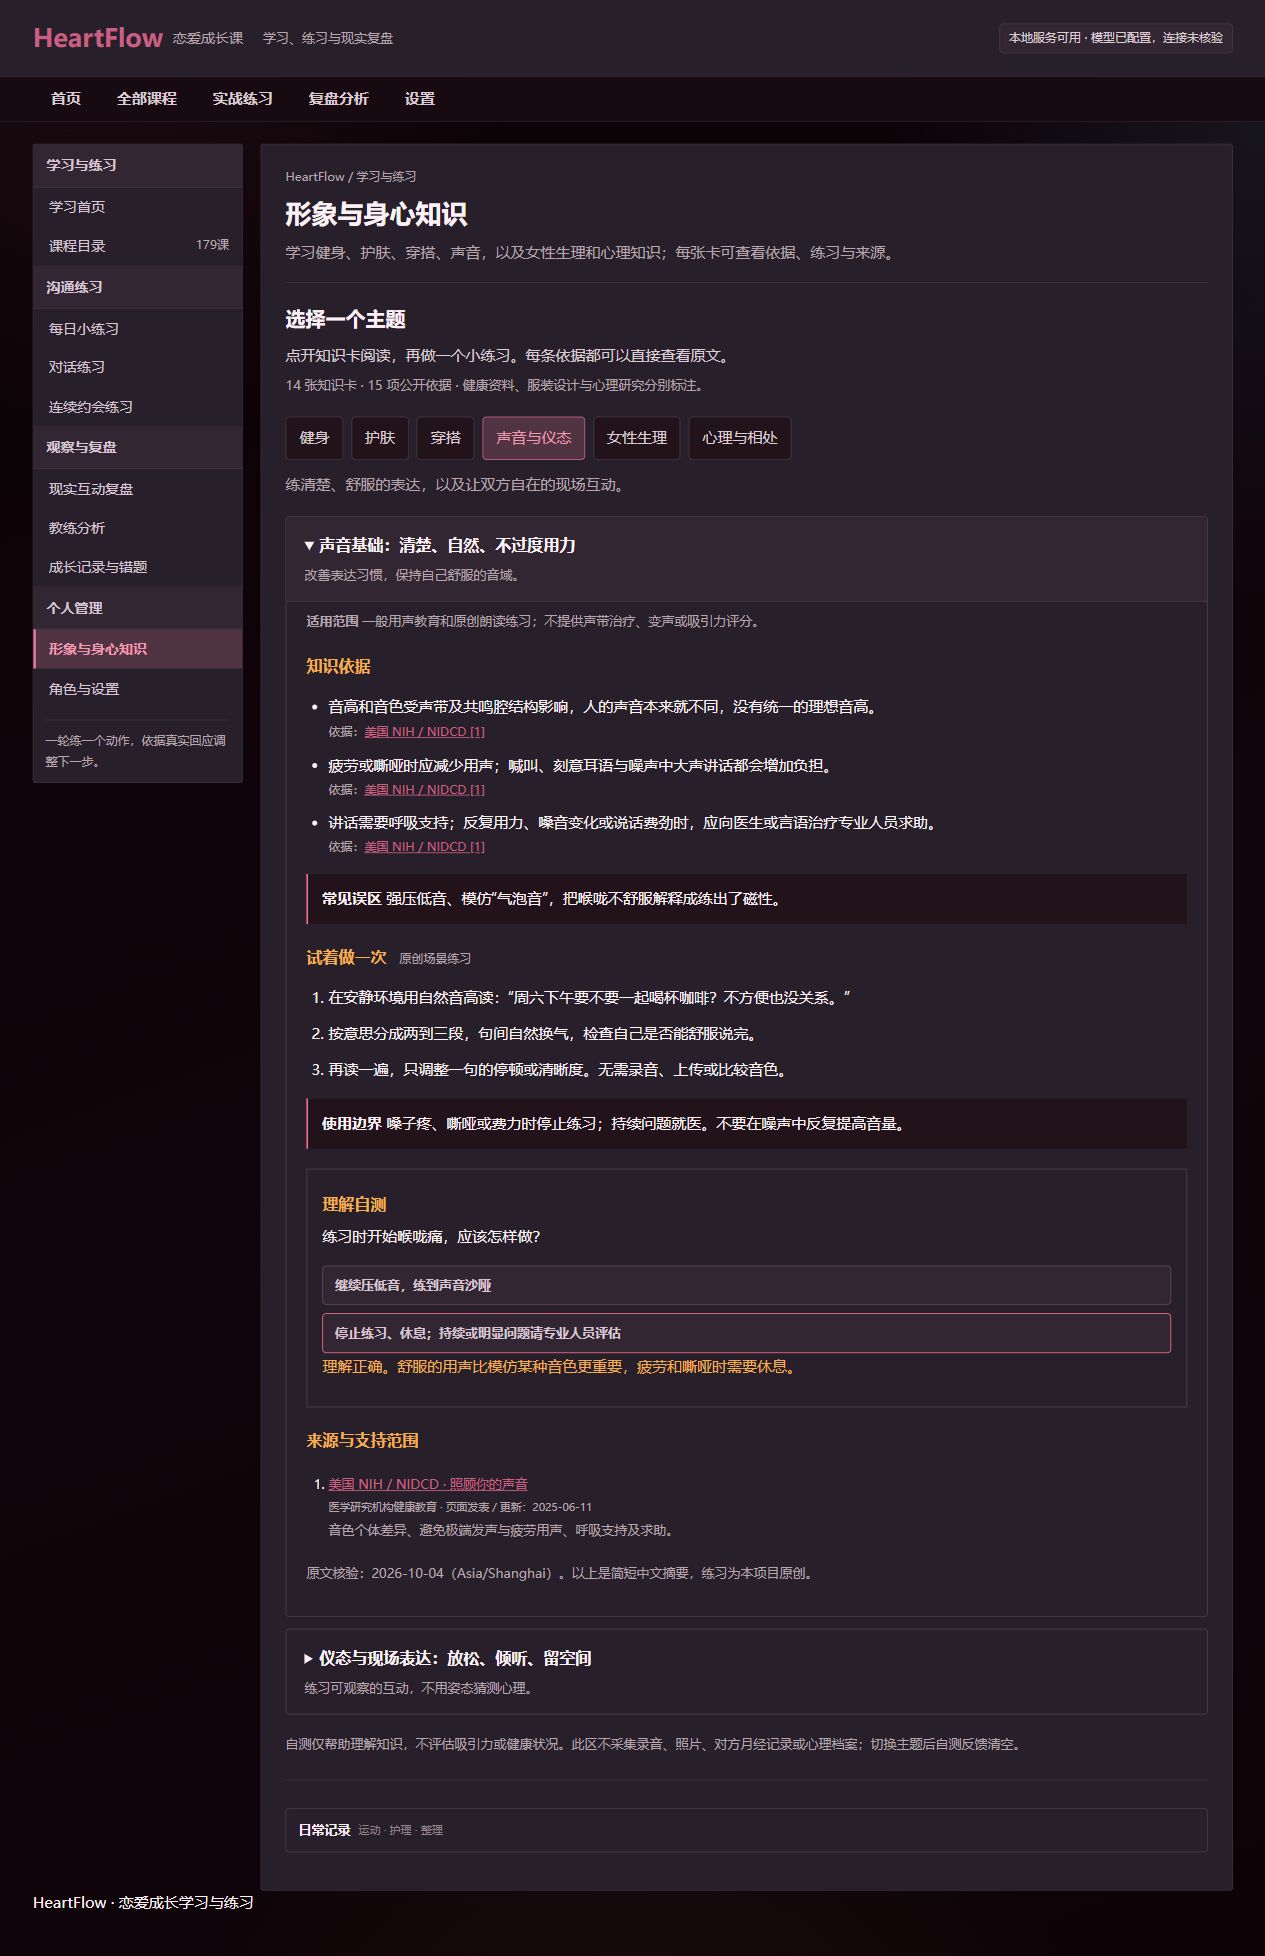 HeartFlow 恋爱成长课 学习、练习与现实复盘
本地服务可用 · 模型已配置，连接未核验
首页 全部课程 实战练习 复盘分析 设置
学习与练习
学习首页
课程目录 179课
沟通练习
每日小练习
对话练习
连续约会练习
观察与复盘
现实互动复盘
教练分析
成长记录与错题
个人管理
形象与身心知识
角色与设置
一轮练一个动作，依据真实回应调
整下一步。
HeartFlow / 学习与练习
形象与身心知识
学习健身、护肤、穿搭、声音，以及女性生理和心理知识；每张卡可查看依据、练习与来源。
选择一个主题
点开知识卡阅读，再做一个小练习。每条依据都可以直接查看原文。
14 张知识卡 · 15 项公开依据 · 健康资料、服装设计与心理研究分别标注。
健身 护肤 穿搭 声音与仪态 女性生理 心理与相处
练清楚、舒服的表达，以及让双方自在的现场互动。
▼ 声音基础：清楚、自然、不过度用力
改善表达习惯，保持自己舒服的音域。
适用范围 一般用声教育和原创朗读练习；不提供声带治疗、变声或吸引力评分。
知识依据
• 音高和音色受声带及共鸣腔结构影响，人的声音本来就不同，没有统一的理想音高。
依据：美国 NIH / NIDCD [1]
• 疲劳或嘶哑时应减少用声；喊叫、刻意耳语与噪声中大声讲话都会增加负担。
依据：美国 NIH / NIDCD [1]
• 讲话需要呼吸支持；反复用力、嗓音变化或说话费劲时，应向医生或言语治疗专业人员求助。
依据：美国 NIH / NIDCD [1]
常见误区 强压低音、模仿“气泡音”，把喉咙不舒服解释成练出了磁性。
试着做一次 原创场景练习
1. 在安静环境用自然音高读：“周六下午要不要一起喝杯咖啡？不方便也没关系。”
2. 按意思分成两到三段，句间自然换气，检查自己是否能舒服说完。
3. 再读一遍，只调整一句的停顿或清晰度。无需录音、上传或比较音色。
使用边界 嗓子疼、嘶哑或费力时停止练习；持续问题就医。不要在噪声中反复提高音量。
理解自测
练习时开始喉咙痛，应该怎样做？
继续压低音，练到声音沙哑
停止练习、休息；持续或明显问题请专业人员评估
理解正确。舒服的用声比模仿某种音色更重要，疲劳和嘶哑时需要休息。
来源与支持范围
1. 美国 NIH / NIDCD · 照顾你的声音
医学研究机构健康教育 · 页面发表 / 更新：2025-06-11
音色个体差异、避免极端发声与疲劳用声、呼吸支持及求助。
原文核验：2026-10-04（Asia/Shanghai）。以上是简短中文摘要，练习为本项目原创。
▶ 仪态与现场表达：放松、倾听、留空间
练习可观察的互动，不用姿态猜测心理。
自测仅帮助理解知识，不评估吸引力或健康状况。此区不采集录音、照片、对方月经记录或心理档案；切换主题后自测反馈清空。
日常记录 运动 · 护理 · 整理
HeartFlow · 恋爱成长学习与练习